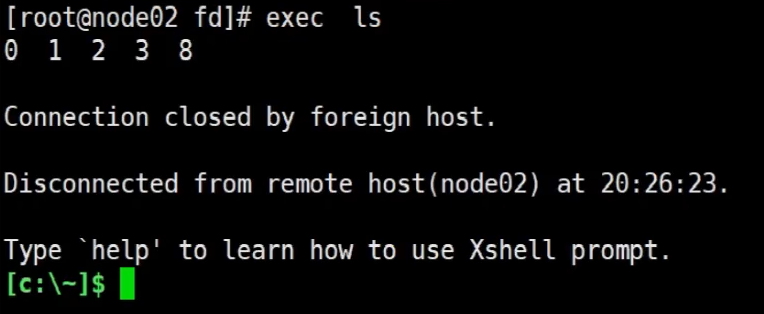 [root@node02 fd]# exec  ls
0  1  2  3  8
Connection closed by foreign host.
Disconnected from remote host(node02) at 20:26:23.
Type `help' to learn how to use Xshell prompt.
[c:\~]$